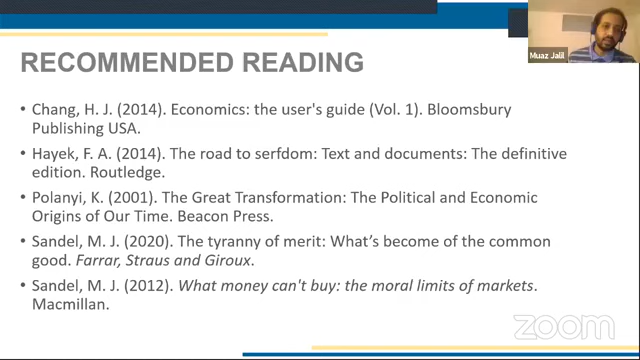 RECOMMENDED READING
• Chang, H. J. (2014). Economics: the user's guide (Vol. 1). Bloomsbury
Publishing USA.
• Hayek, F. A. (2014). The road to serfdom: Text and documents: The definitive
edition. Routledge.
• Polanyi, K. (2001). The Great Transformation: The Political and Economic
Origins of Our Time. Beacon Press.
• Sandel, M. J. (2020). The tyranny of merit: What's become of the common
good. Farrar, Straus and Giroux.
• Sandel, M. J. (2012). What money can't buy: the moral limits of markets.
Macmillan.
Muaz Jalil
zoom